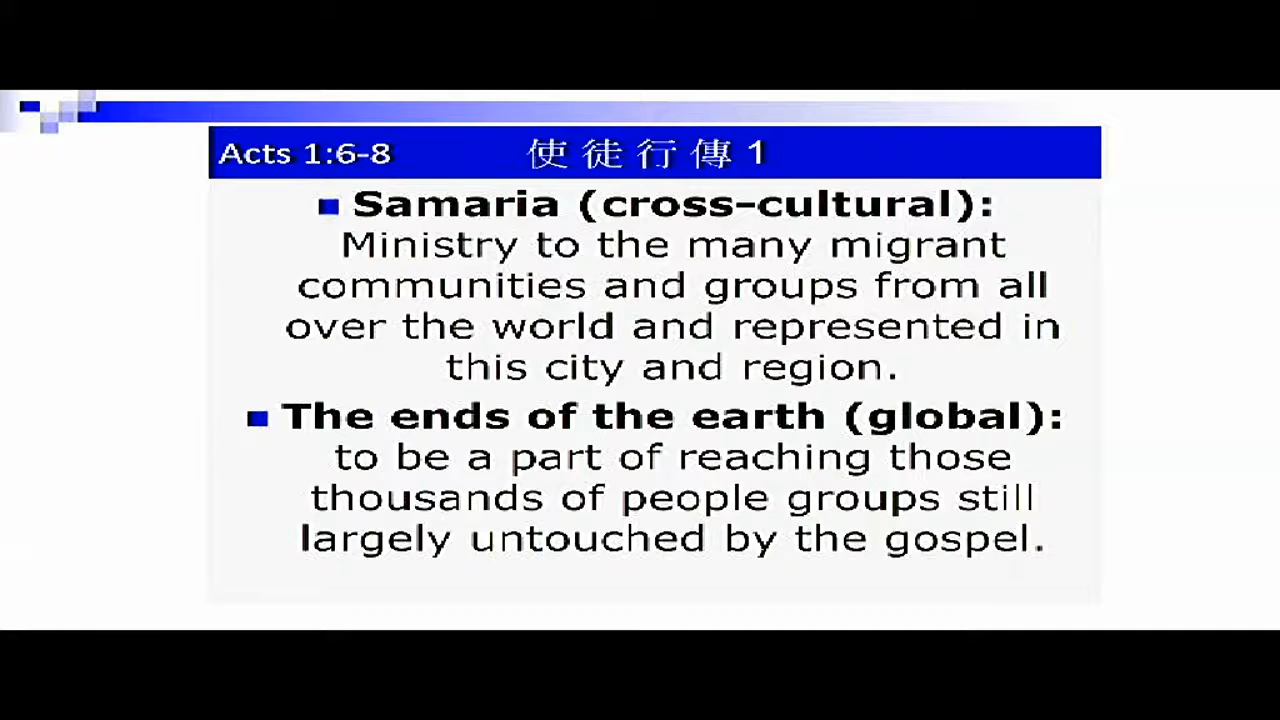 Acts 1:6-8 使徒行傳 1
Samaria (cross-cultural):
Ministry to the many migrant
communities and groups from all
over the world and represented in
this city and region.
The ends of the earth (global):
to be a part of reaching those
thousands of people groups still
largely untouched by the gospel.